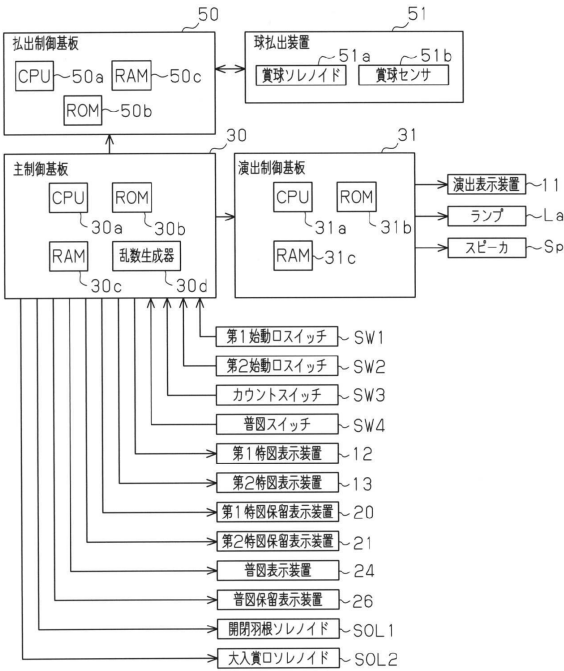 50
51
払出制御基板
球払出装置
CPU
50a
RAM
50c
ROM
50b
51a
賞球ソレノイド
51b
賞球センサ
30
31
主制御基板
CPU
30a
ROM
30b
RAM
30c
乱数生成器
30d
演出制御基板
CPU
31a
ROM
31b
RAM
31c
演出表示装置 11
ランプ La
スピーカ Sp
第1始動口スイッチ SW1
第2始動口スイッチ SW2
カウントスイッチ SW3
普図スイッチ SW4
第1特図表示装置 12
第2特図表示装置 13
第1特図保留表示装置 20
第2特図保留表示装置 21
普図表示装置 24
普図保留表示装置 26
開閉羽根ソレノイド SOL1
大入賞口ソレノイド SOL2